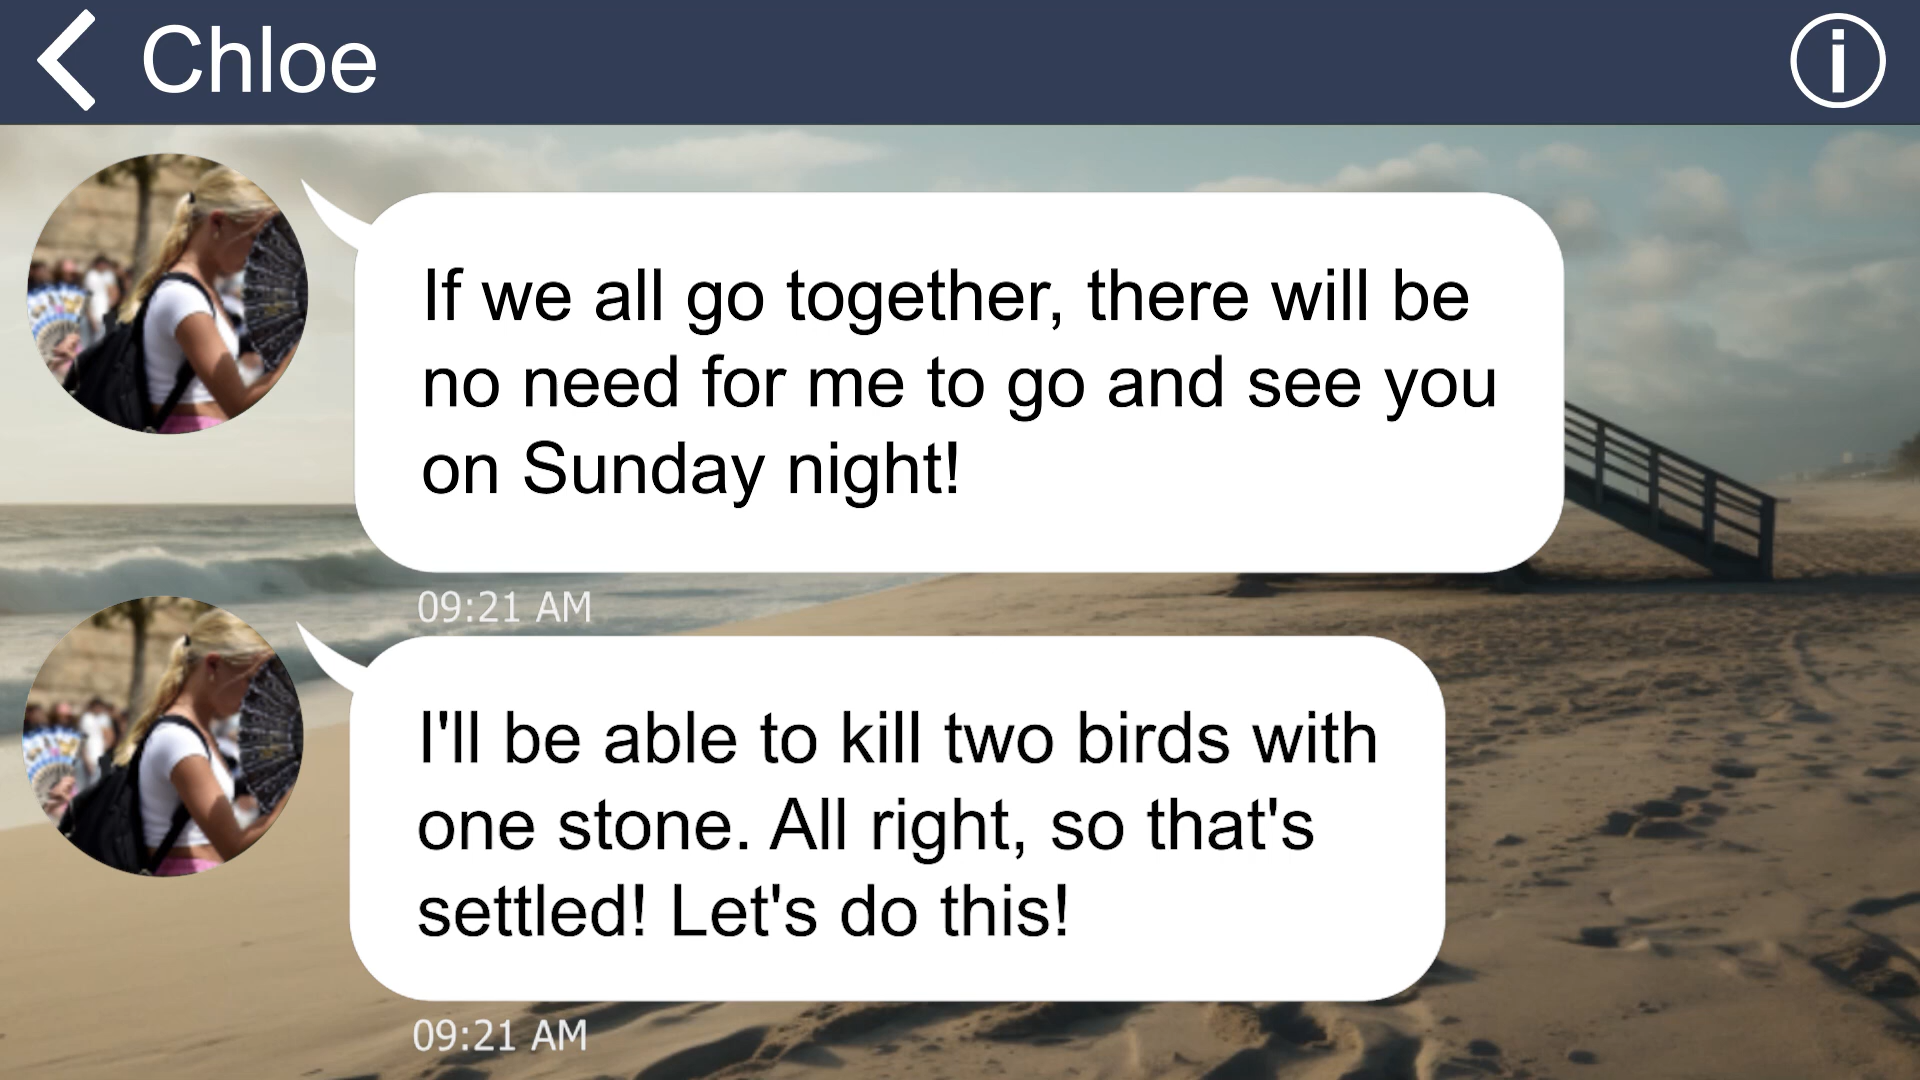 Chloe
If we all go together, there will be
no need for me to go and see you
on Sunday night!
09:21 AM
I'll be able to kill two birds with
one stone. All right, so that's
settled! Let's do this!
09:21 AM